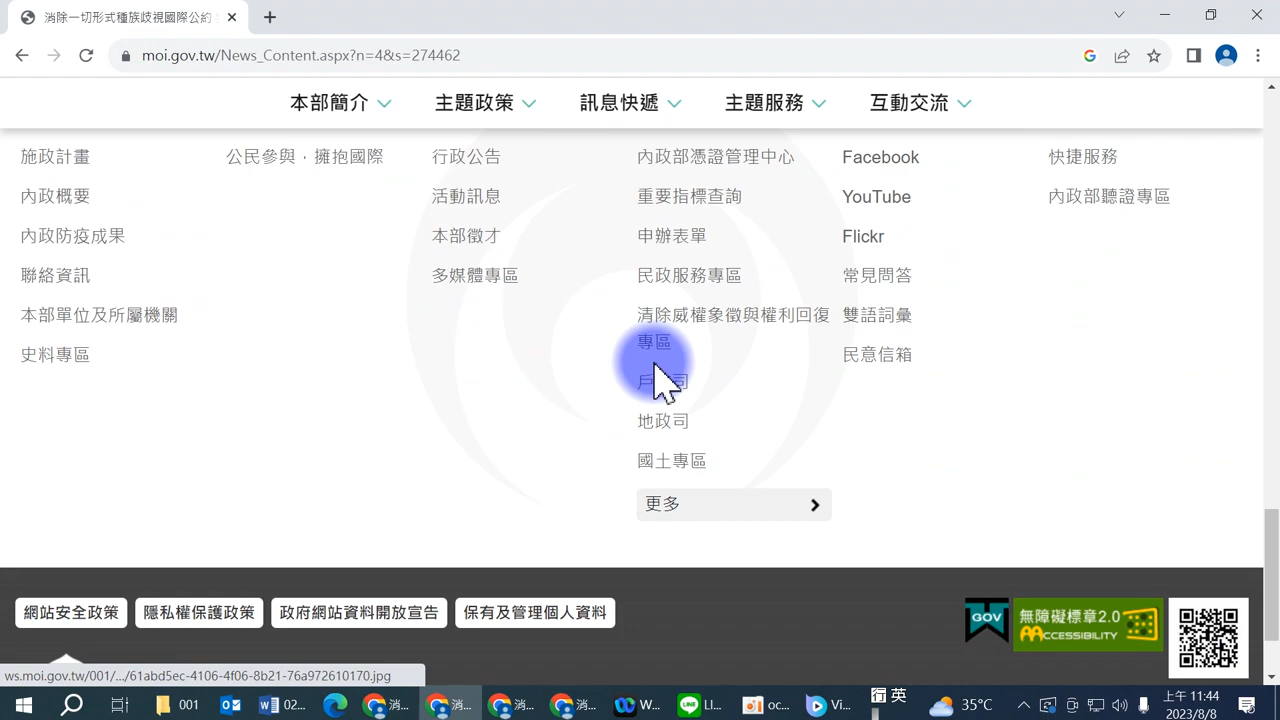 消除一切形式種族歧視國際公約
moi.gov.tw/News_Content.aspx?n=4&s=274462
本部簡介
主題政策
訊息快遞
主題服務
互動交流
施政計畫
內政概要
內政防疫成果
聯絡資訊
本部單位及所屬機關
史料專區
公民參與，擁抱國際
行政公告
活動訊息
本部徵才
多媒體專區
內政部憑證管理中心
重要指標查詢
申辦表單
民政服務專區
清除威權象徵與權利回復
專區
地政司
國土專區
更多
Facebook
YouTube
Flickr
常見問答
雙語詞彙
民意信箱
快捷服務
內政部聽證專區
網站安全政策
隱私權保護政策
政府網站資料開放宣告
保有及管理個人資料
GOV
無障礙標章2.0
ACCESSIBILITY
ws.moi.gov.tw/001/.../61abd5ec-4106-4f06-8b21-76a972610170.jpg
001
02...
消...
消...
消...
消...
W...
LI...
oc...
Vi...
行 英
35°C
上午 11:44
2023/8/8